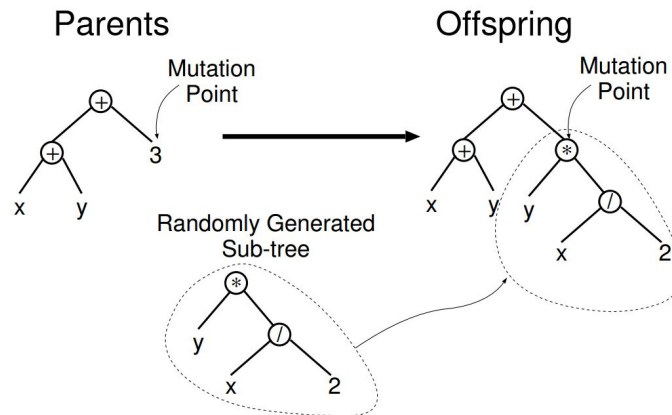 Parents
Offspring
Mutation
Point
Mutation
Point
+
+
3
x
y
+
+
*
x
y
y
/
x
2
Randomly Generated
Sub-tree
*
y
/
x
2